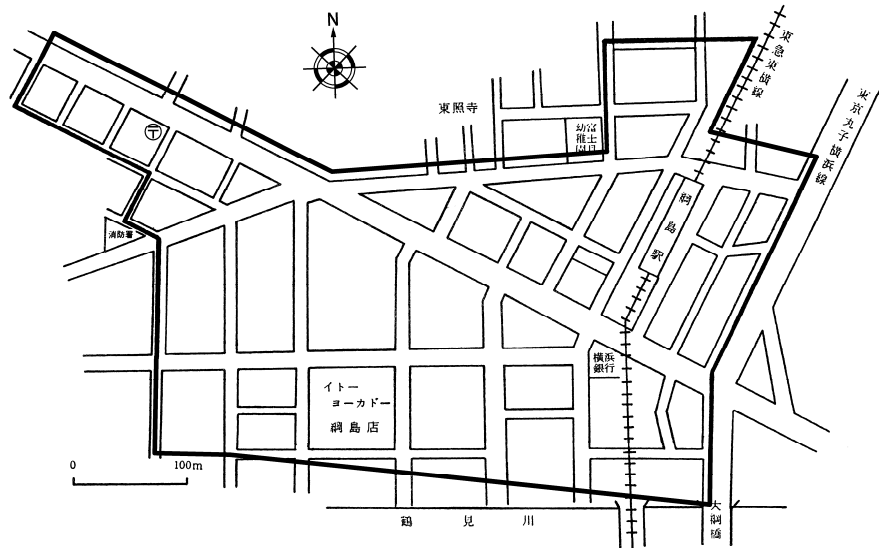 N
東急東横線
東京丸子横浜線
東照寺
富士見
幼稚園
〒
綱島駅
消防署
横浜
銀行
イトー
ヨーカドー
綱島店
0 100m
鶴見川
大綱橋